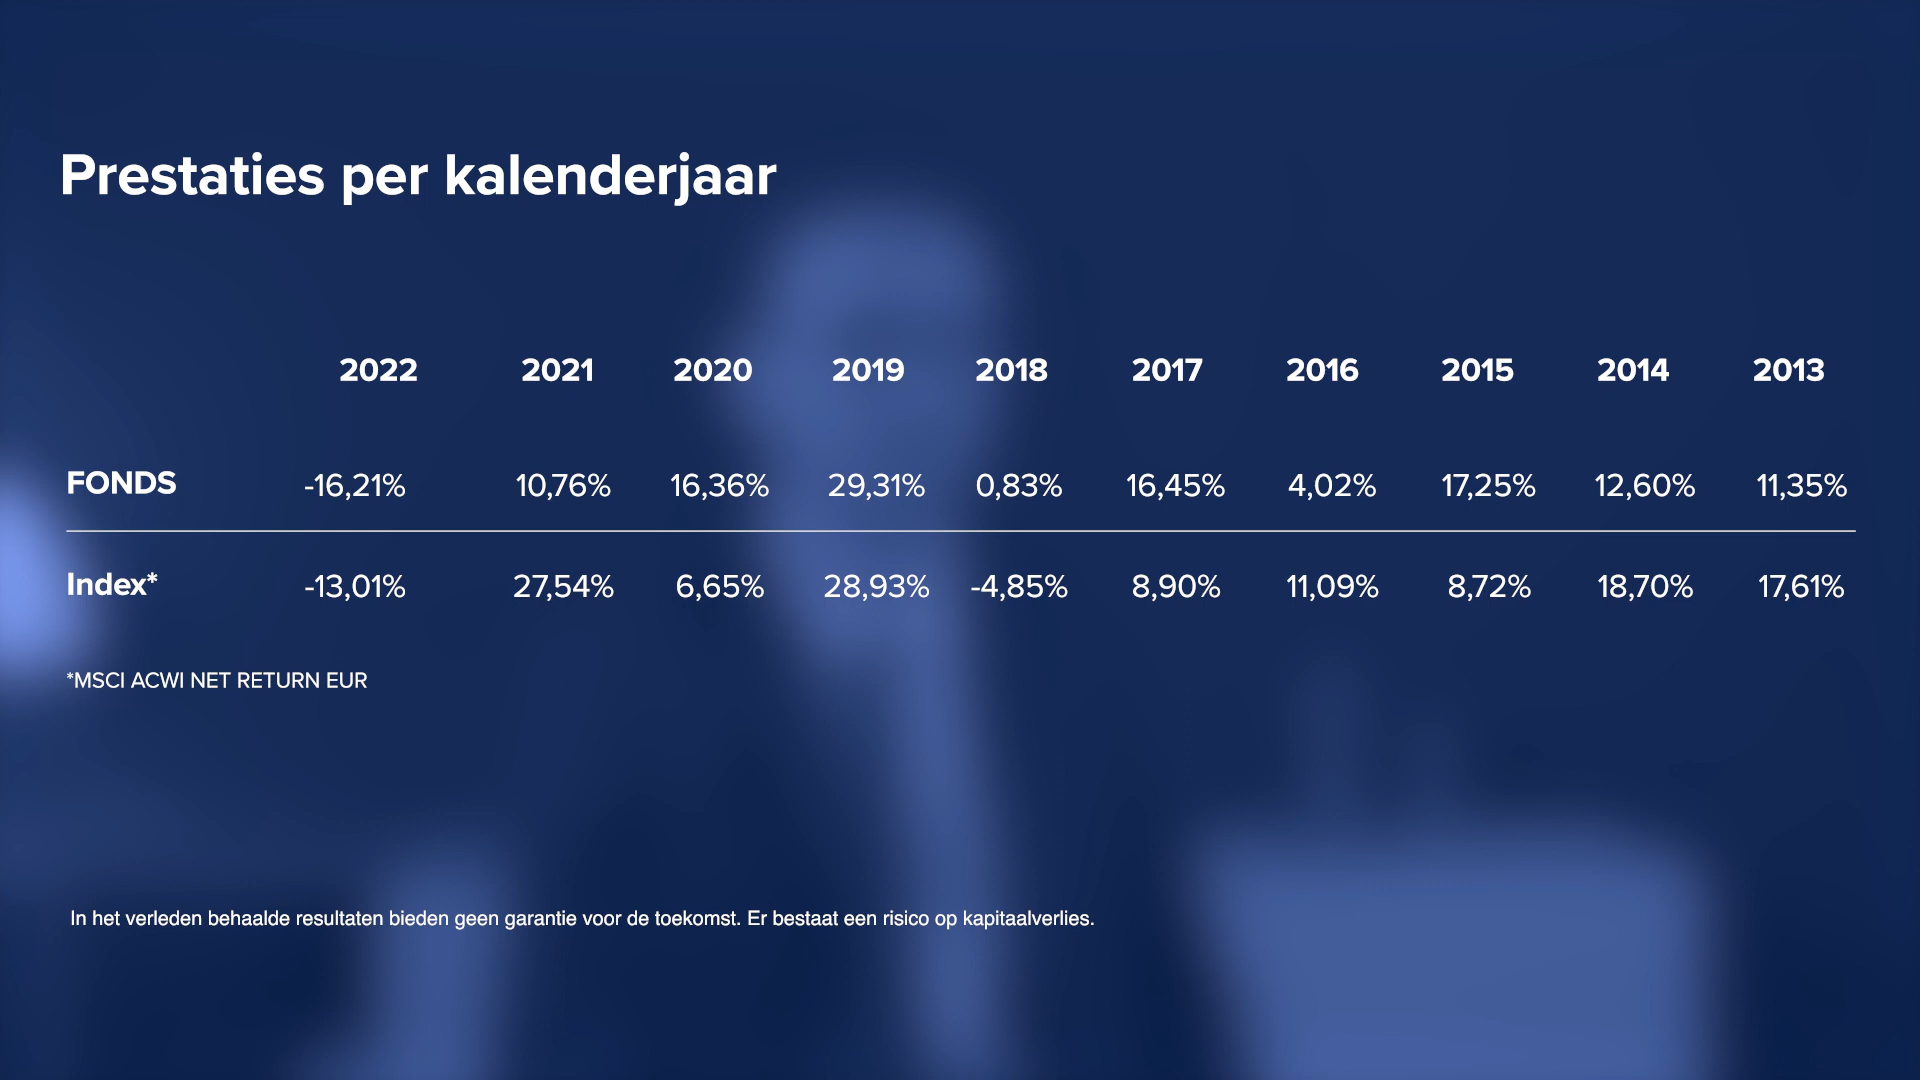 Prestaties per kalenderjaar
2022 2021 2020 2019 2018 2017 2016 2015 2014 2013
FONDS -16,21% 10,76% 16,36% 29,31% 0,83% 16,45% 4,02% 17,25% 12,60% 11,35%
Index* -13,01% 27,54% 6,65% 28,93% -4,85% 8,90% 11,09% 8,72% 18,70% 17,61%
*MSCI ACWI NET RETURN EUR
In het verleden behaalde resultaten bieden geen garantie voor de toekomst. Er bestaat een risico op kapitaalverlies.